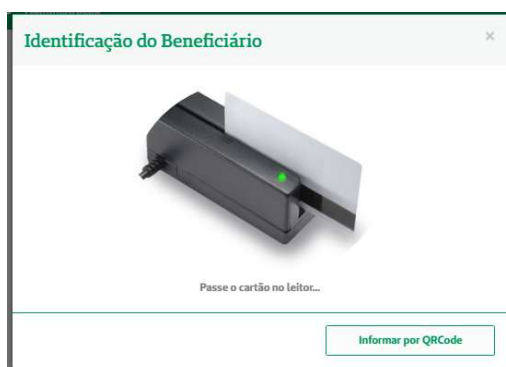 Identificação do Beneficiário
×
Passe o cartão no leitor...
Informar por QRCode